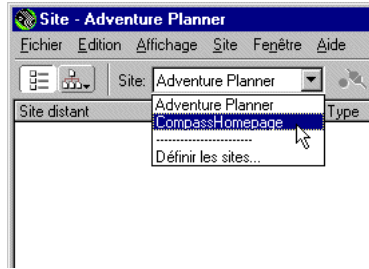 Site - Adventure Planner
Fichier Edition Affichage Site Fenêtre Aide
Site: Adventure Planner
Site distant Type
Adventure Planner
CompassHomepage
------------------------
Définir les sites...